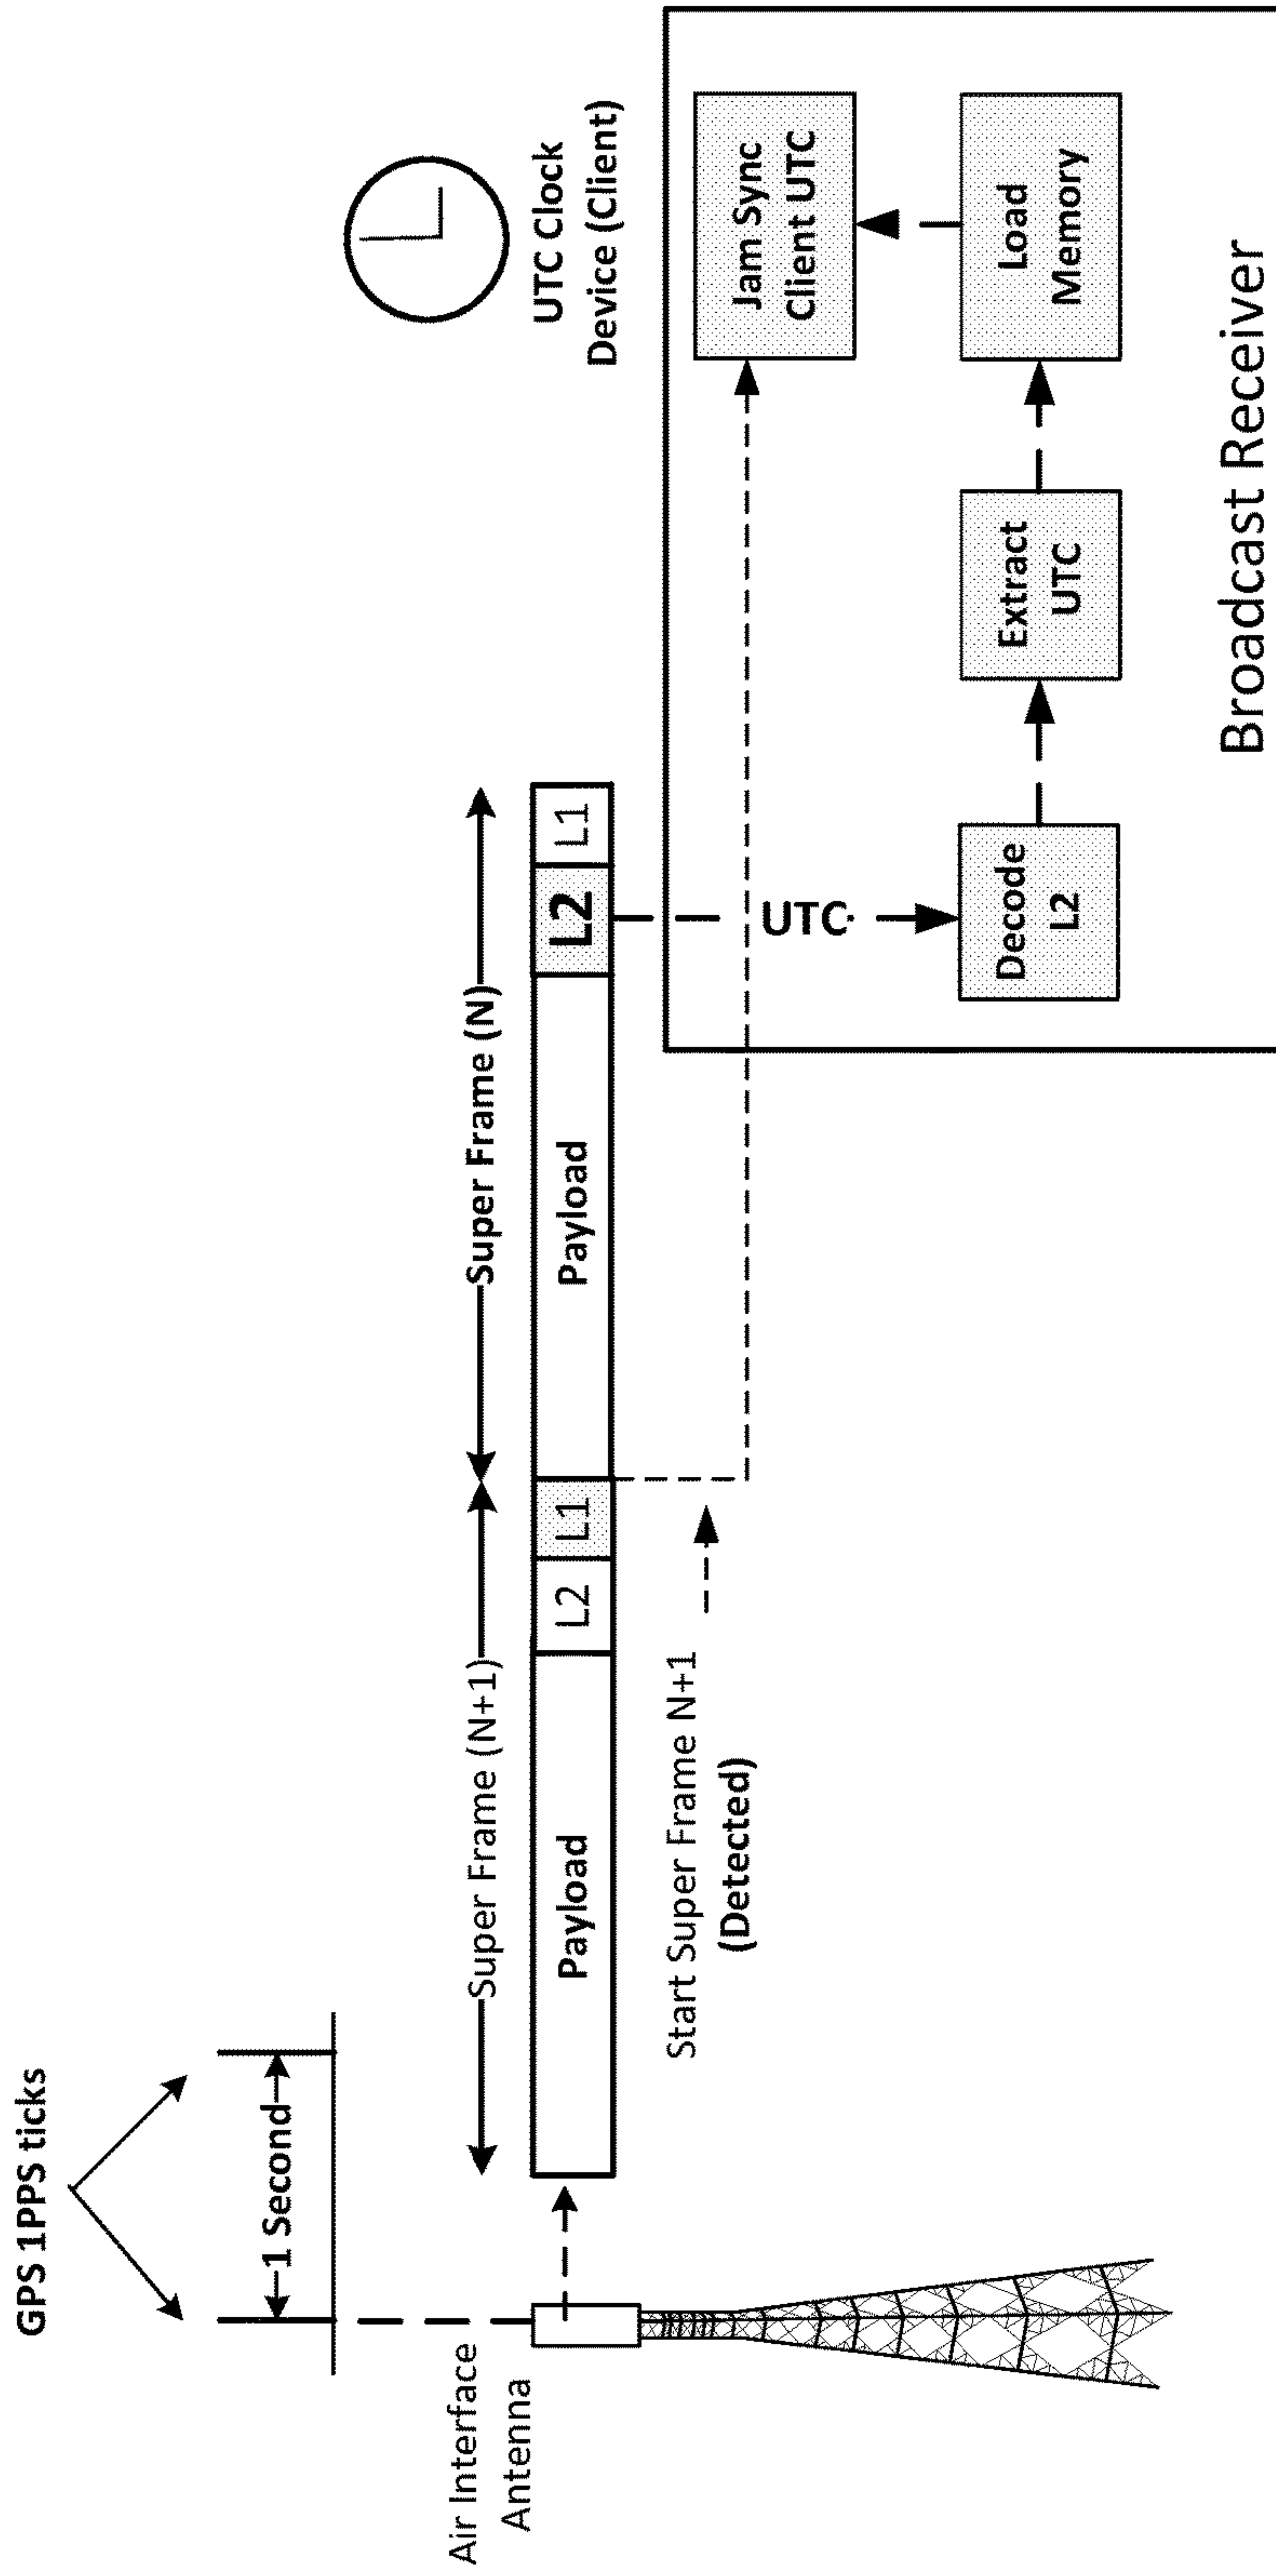 GPS 1PPS ticks
1 Second
Air Interface
Antenna
Super Frame (N+1)
Super Frame (N)
Payload
L2
L1
Payload
L2
L1
Start Super Frame N+1
(Detected)
UTC Clock
Device (Client)
UTC
Jam Sync
Client UTC
Decode
L2
Extract
UTC
Load
Memory
Broadcast Receiver